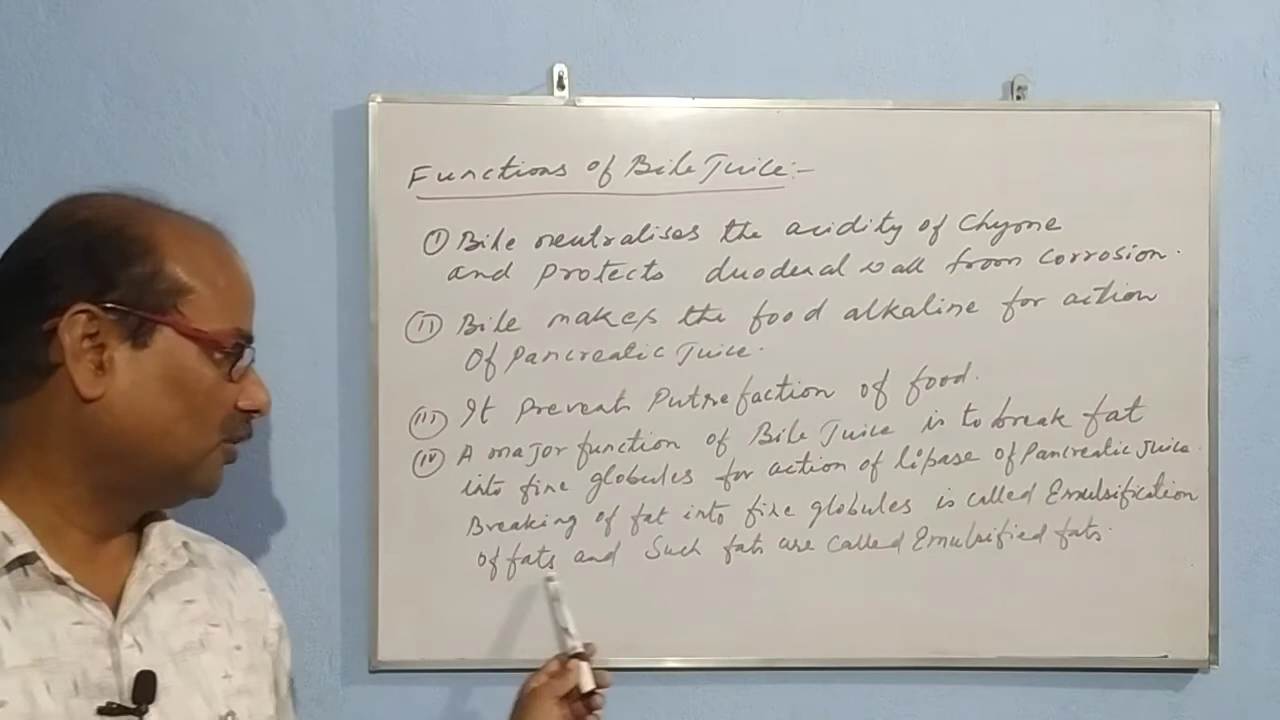 Functions of Bile Juice:-
(i) Bile neutralises the acidity of Chyme
and protects duodenal wall from corrosion.
(ii) Bile makes the food alkaline for action
of Pancreatic Juice.
(iii) It prevents Putrefaction of food.
(iv) A major function of Bile Juice is to break fat
into fine globules for action of lipase of Pancreatic Juice.
Breaking of fat into fine globules is called Emulsification
of fats and Such fats are called Emulsified fats.